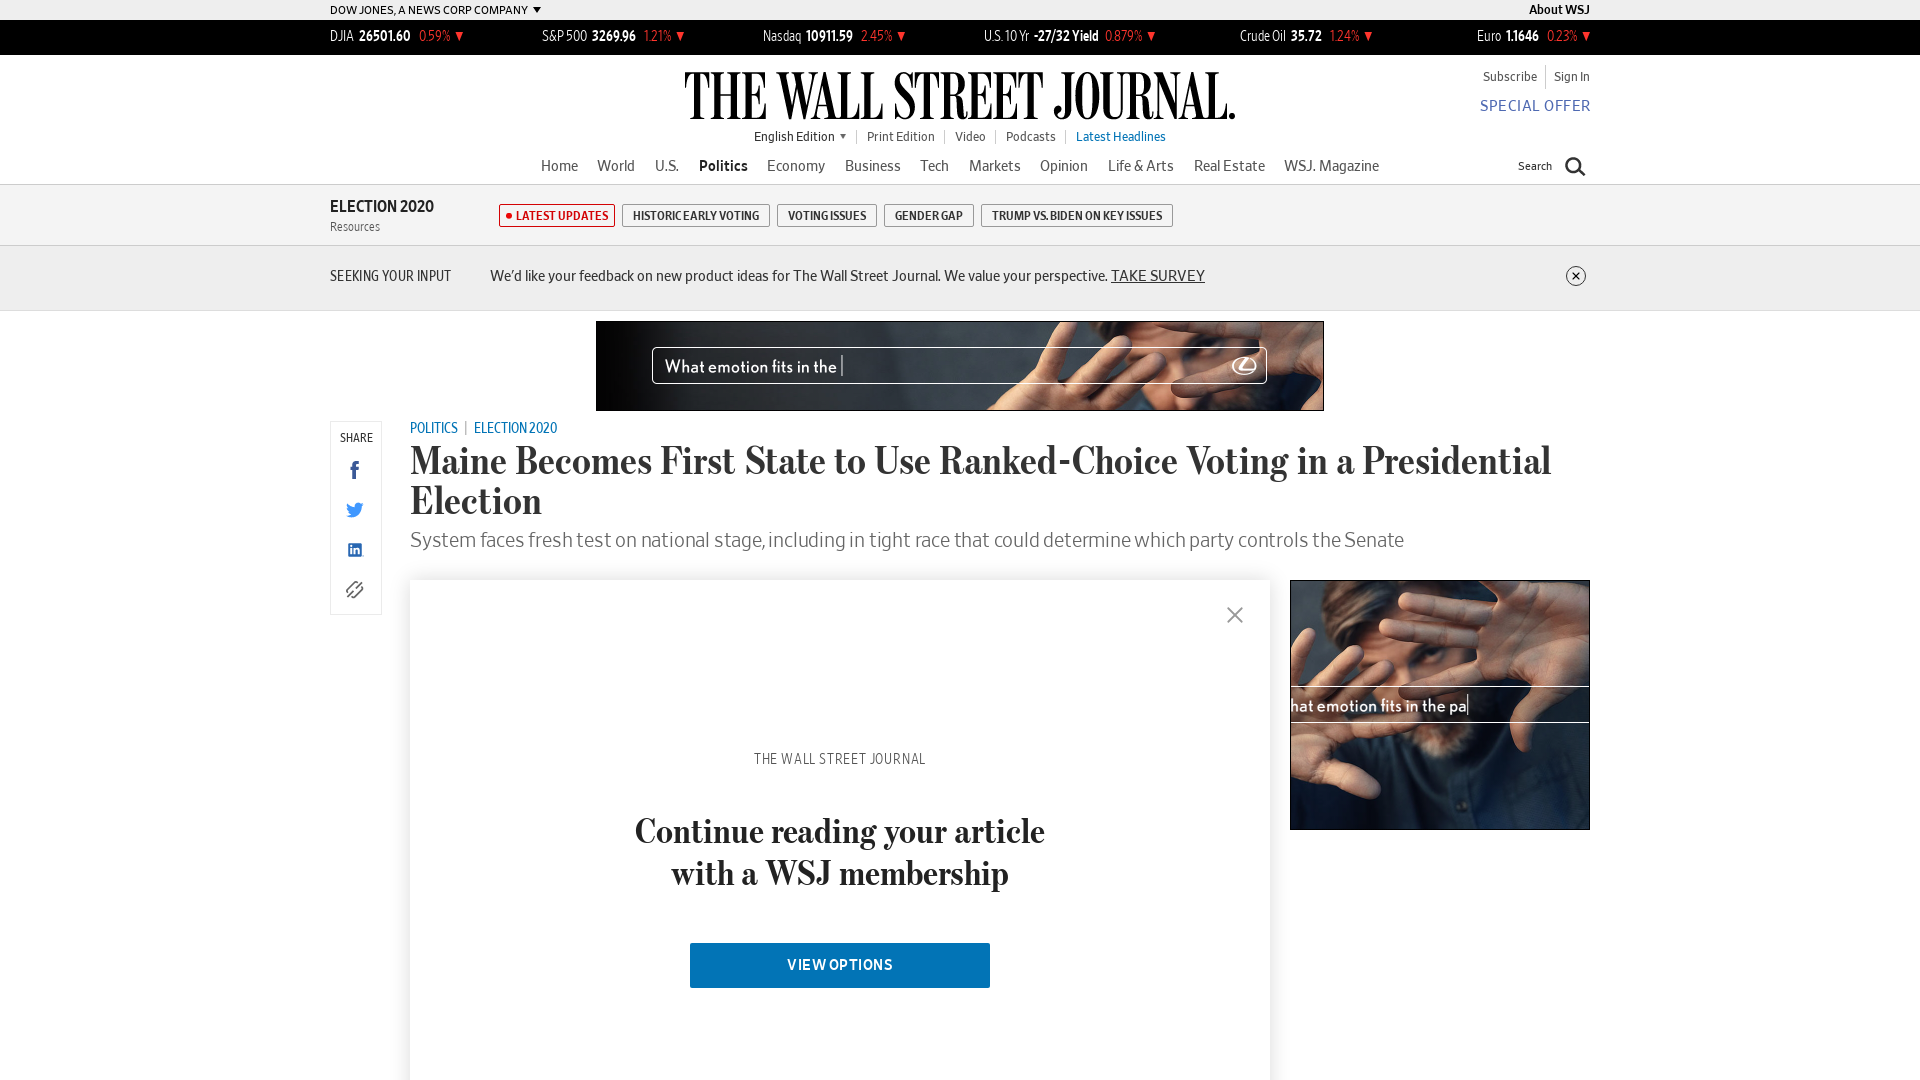 DOW JONES, A NEWS CORP COMPANY
About WSJ
DJIA 26501.60 0.59%
S&P 500 3269.96 1.21%
Nasdaq 10911.59 2.45%
U.S. 10 Yr -27/32 Yield 0.879%
Crude Oil 35.72 1.24%
Euro 1.1646 0.23%
THE WALL STREET JOURNAL.
Subscribe
Sign In
SPECIAL OFFER
English Edition
Print Edition
Video
Podcasts
Latest Headlines
Home
World
U.S.
Politics
Economy
Business
Tech
Markets
Opinion
Life & Arts
Real Estate
WSJ. Magazine
Search
ELECTION 2020
Resources
LATEST UPDATES
HISTORIC EARLY VOTING
VOTING ISSUES
GENDER GAP
TRUMP VS. BIDEN ON KEY ISSUES
SEEKING YOUR INPUT
We’d like your feedback on new product ideas for The Wall Street Journal. We value your perspective. TAKE SURVEY
What emotion fits in the
SHARE
POLITICS | ELECTION 2020
Maine Becomes First State to Use Ranked-Choice Voting in a Presidential
Election
System faces fresh test on national stage, including in tight race that could determine which party controls the Senate
THE WALL STREET JOURNAL
Continue reading your article
with a WSJ membership
VIEW OPTIONS
hat emotion fits in the pa